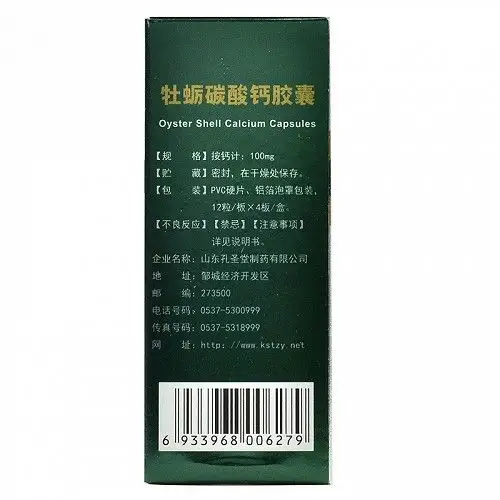 牡蛎碳酸钙胶囊
Oyster Shell Calcium Capsules
【规 格】按钙计：100mg
【贮 藏】密封，在干燥处保存。
【包 装】PVC硬片、铝箔泡罩包装，
12粒/板×4板/盒。
【不良反应】【禁忌】【注意事项】
详见说明书。
企业名称：山东孔圣堂制药有限公司
地 址：邹城经济开发区
邮 编：273500
电话号码：0537-5300999
传真号码：0537-5318999
网 址：http://www.kstzy.net
6 933968 006279